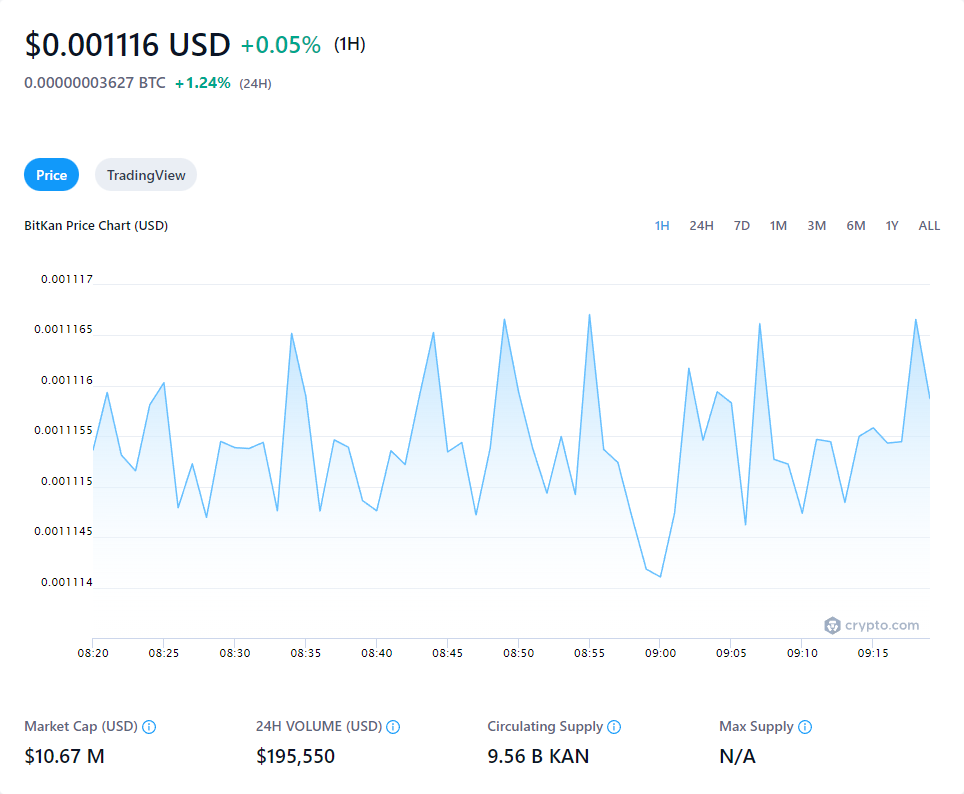 $0.001116 USD +0.05% (1H)
0.00000003627 BTC +1.24% (24H)
Price TradingView
BitKan Price Chart (USD) 1H 24H 7D 1M 3M 6M 1Y ALL
0.001117
0.0011165
0.001116
0.0011155
0.001115
0.0011145
0.001114
crypto.com
08:20 08:25 08:30 08:35 08:40 08:45 08:50 08:55 09:00 09:05 09:10 09:15
Market Cap (USD) 24H VOLUME (USD) Circulating Supply Max Supply
$10.67 M $195,550 9.56 B KAN N/A